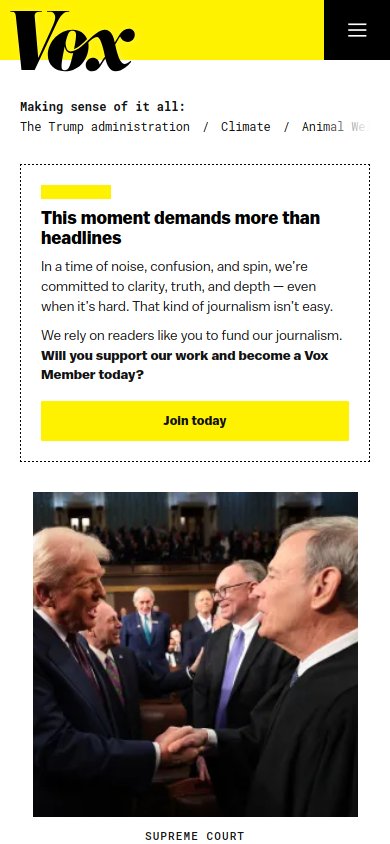 Vox
Making sense of it all:
The Trump administration / Climate / Animal We
This moment demands more than
headlines
In a time of noise, confusion, and spin, we're
committed to clarity, truth, and depth — even
when it's hard. That kind of journalism isn't easy.
We rely on readers like you to fund our journalism.
Will you support our work and become a Vox
Member today?
Join today
SUPREME COURT